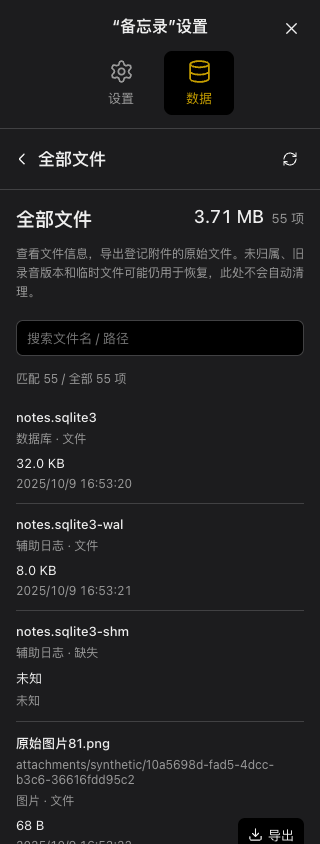 “备忘录”设置
设置
数据
全部文件
全部文件
3.71 MB 55 项
查看文件信息，导出登记附件的原始文件。未归属、旧
录音版本和临时文件可能仍用于恢复，此处不会自动清
理。
搜索文件名 / 路径
匹配 55 / 全部 55 项
notes.sqlite3
数据库 · 文件
32.0 KB
2025/10/9 16:53:20
notes.sqlite3-wal
辅助日志 · 文件
8.0 KB
2025/10/9 16:53:21
notes.sqlite3-shm
辅助日志 · 缺失
未知
未知
原始图片81.png
attachments/synthetic/10a5698d-fad5-4dcc-
b3c6-36616fdd95c2
图片 · 文件
68 B
导出